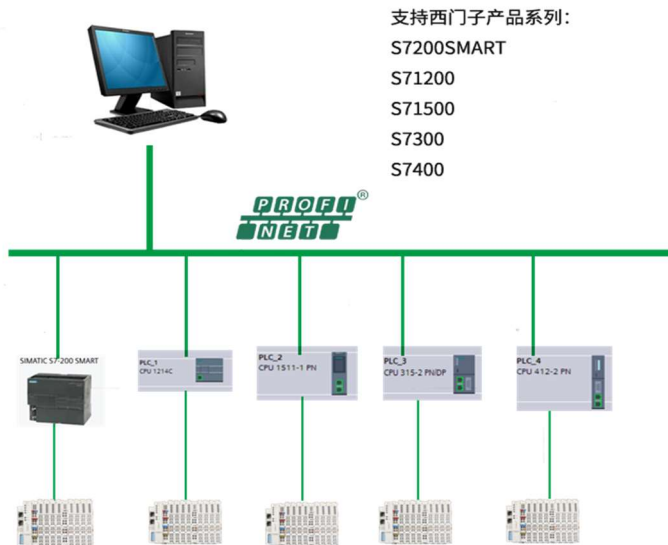 支持西门子产品系列：
S7200SMART
S71200
S71500
S7300
S7400
PROFI®
NET
SIMATIC S7-200 SMART
PLC_1
CPU 1214C
PLC_2
CPU 1511-1 PN
PLC_3
CPU 315-2 PN/DP
PLC_4
CPU 412-2 PN